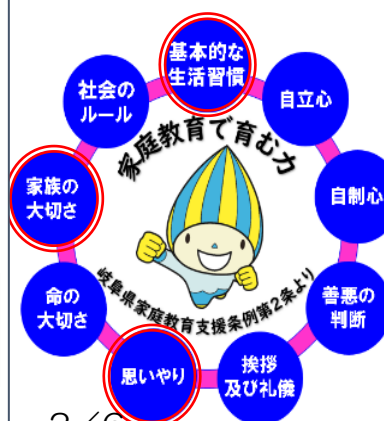 基本的な
生活習慣
自立心
自制心
善悪の
判断
挨拶
及び礼儀
思いやり
命の
大切さ
家族の
大切さ
社会の
ルール
家庭教育で育む力
岐阜県家庭教育支援条例第2条より